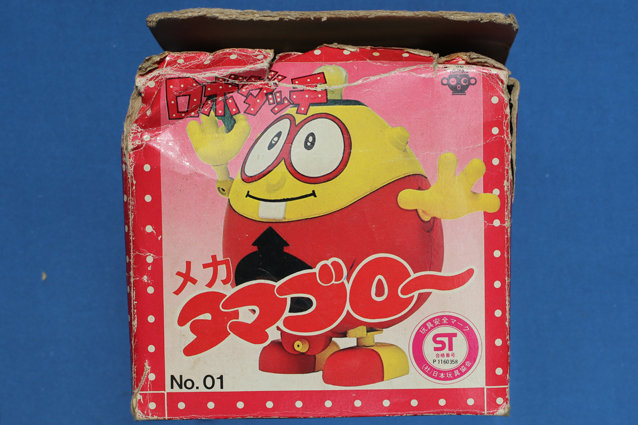 ロボダッチ
メカ
タマゴロー
No. 01
玩具安全マーク
ST
合格番号
P 1160358
(社)日本玩具協会